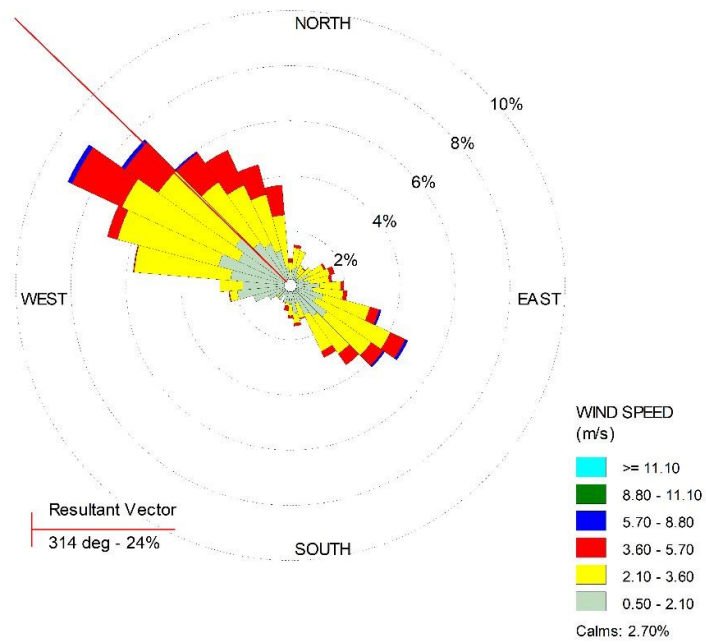 NORTH
10%
8%
6%
4%
2%
WEST
EAST
WIND SPEED
(m/s)
>= 11.10
8.80 - 11.10
5.70 - 8.80
3.60 - 5.70
2.10 - 3.60
0.50 - 2.10
Calms: 2.70%
Resultant Vector
314 deg - 24%
SOUTH